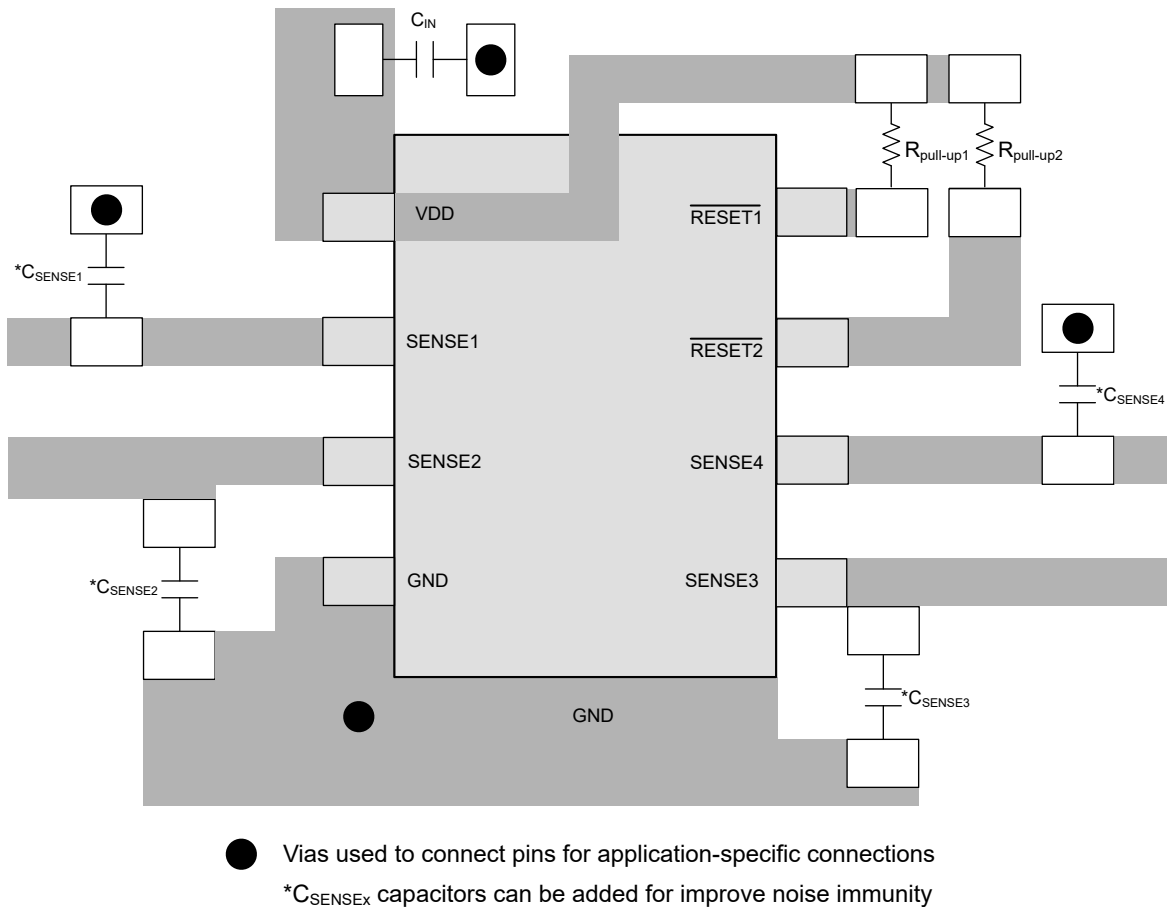 C_IN
R_pull-up1
R_pull-up2
VDD
RESET1
*C_SENSE1
SENSE1
RESET2
*C_SENSE4
SENSE2
SENSE4
*C_SENSE2
GND
SENSE3
*C_SENSE3
GND
Vias used to connect pins for application-specific connections
*C_SENSEx capacitors can be added for improve noise immunity